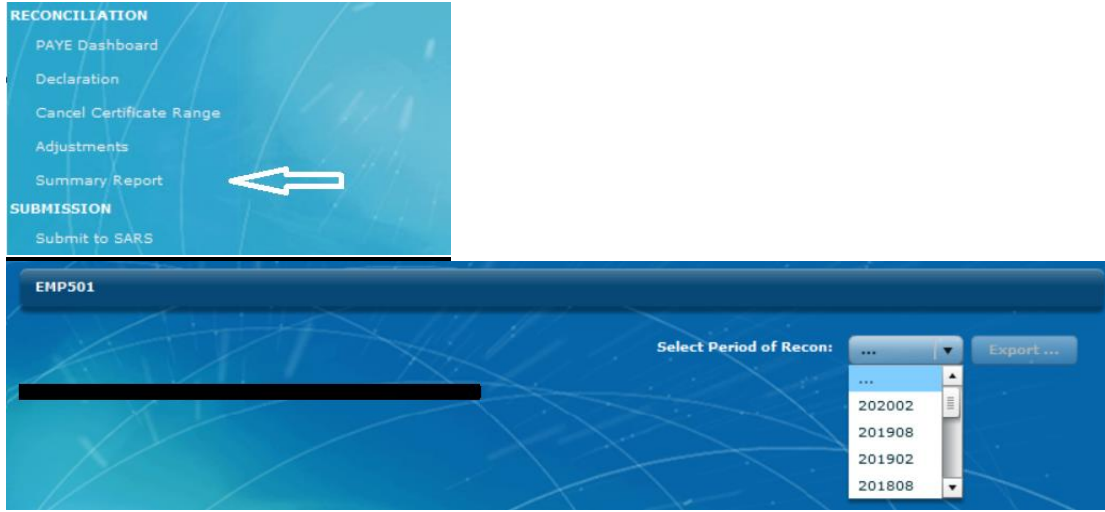 RECONCILIATION
PAYE Dashboard
Declaration
Cancel Certificate Range
Adjustments
Summary Report
SUBMISSION
Submit to SARS
EMP501
Select Period of Recon: ... Export ...
...
202002
201908
201902
201808